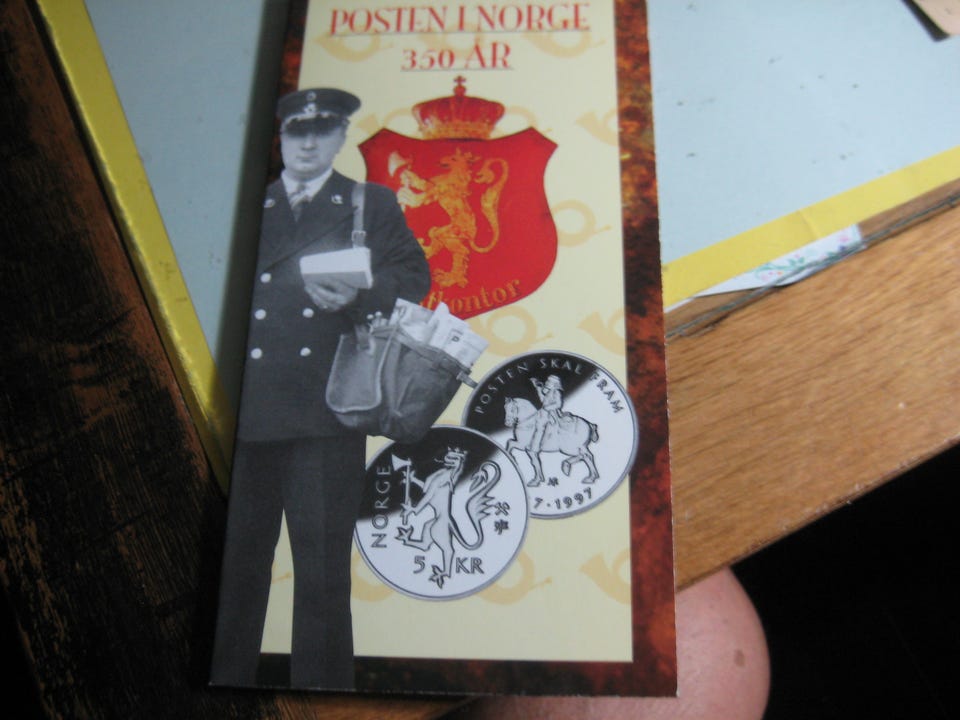 POSTEN I NORGE
350 ÅR
POSTEN SKAL FRAM
7·1997
NORGE
5 KR